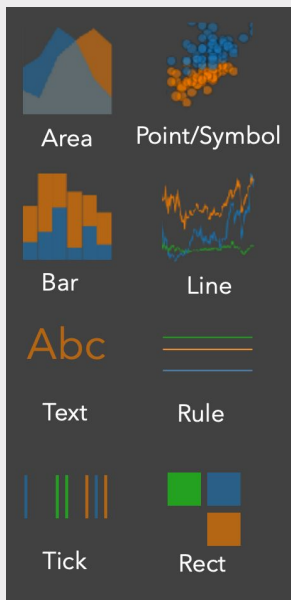 Area
Point/Symbol
Bar
Line
Abc
Text
Rule
Tick
Rect